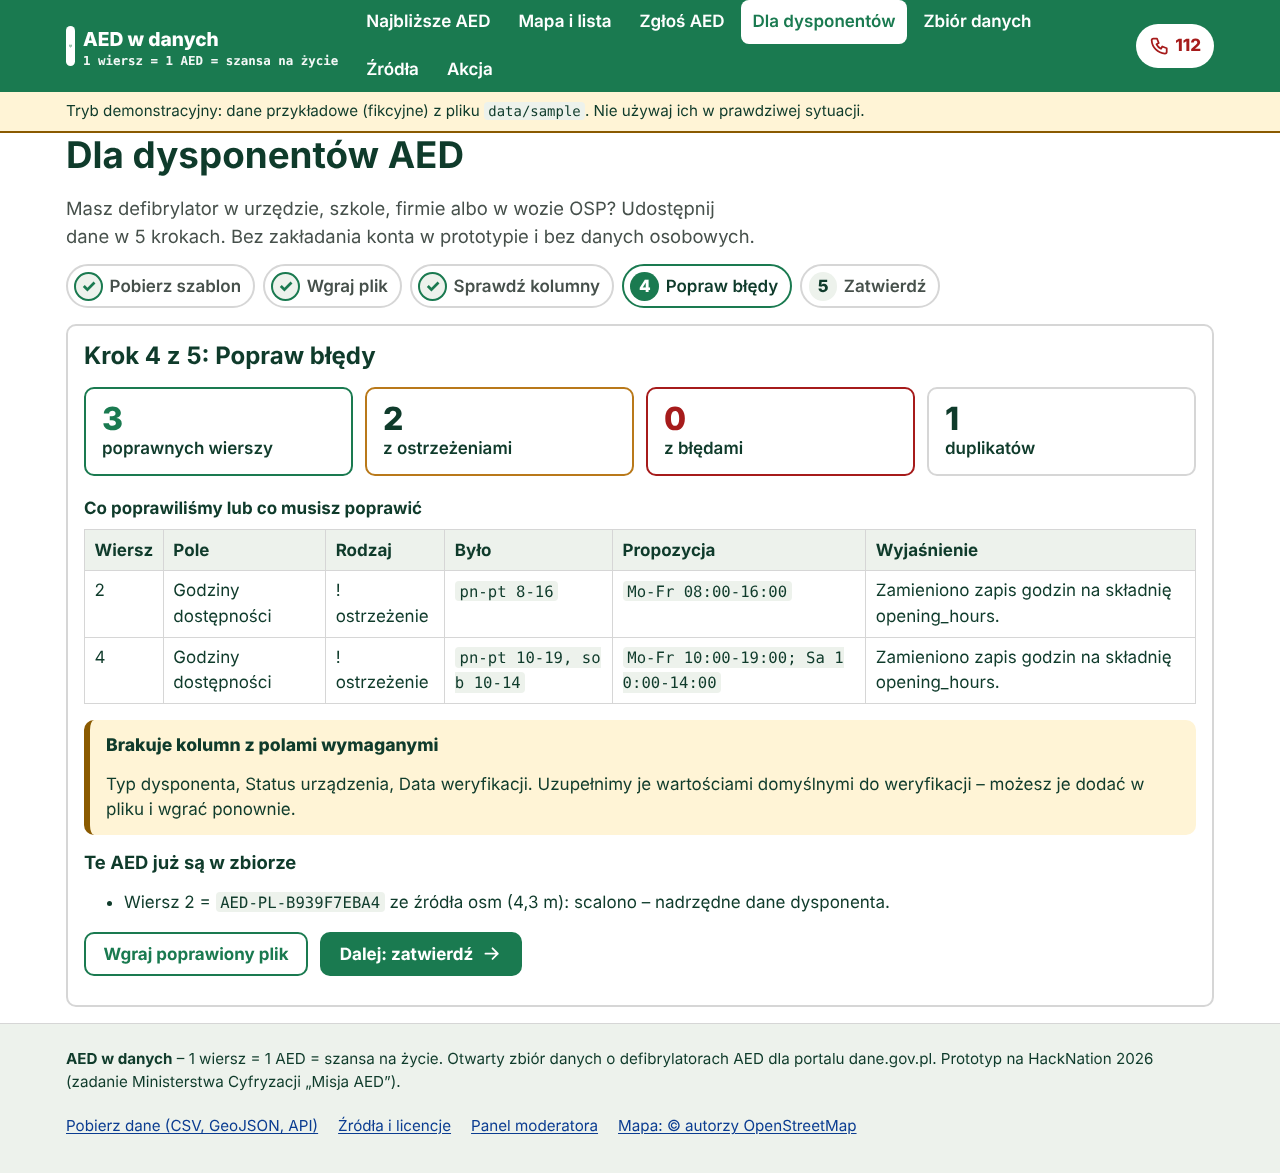 AED w danych
1 wiersz = 1 AED = szansa na życie
Najbliższe AED
Mapa i lista
Zgłoś AED
Dla dysponentów
Zbiór danych
Źródła
Akcja
112
Tryb demonstracyjny: dane przykładowe (fikcyjne) z pliku data/sample. Nie używaj ich w prawdziwej sytuacji.
Dla dysponentów AED
Masz defibrylator w urzędzie, szkole, firmie albo w wozie OSP? Udostępnij
dane w 5 krokach. Bez zakładania konta w prototypie i bez danych osobowych.
Pobierz szablon
Wgraj plik
Sprawdź kolumny
4 Popraw błędy
5 Zatwierdź
Krok 4 z 5: Popraw błędy
3
poprawnych wierszy
2
z ostrzeżeniami
0
z błędami
1
duplikatów
Co poprawiliśmy lub co musisz poprawić
Wiersz Pole Rodzaj Było Propozycja Wyjaśnienie
2 Godziny ! pn-pt 8-16 Mo-Fr 08:00-16:00 Zamieniono zapis godzin na składnię
dostępności ostrzeżenie opening_hours.
4 Godziny ! pn-pt 10-19, so Mo-Fr 10:00-19:00; Sa 1 Zamieniono zapis godzin na składnię
dostępności ostrzeżenie b 10-14 0:00-14:00 opening_hours.
Brakuje kolumn z polami wymaganymi
Typ dysponenta, Status urządzenia, Data weryfikacji. Uzupełnimy je wartościami domyślnymi do weryfikacji – możesz je dodać w
pliku i wgrać ponownie.
Te AED już są w zbiorze
• Wiersz 2 = AED-PL-B939F7EBA4 ze źródła osm (4,3 m): scalono – nadrzędne dane dysponenta.
Wgraj poprawiony plik
Dalej: zatwierdź →
AED w danych – 1 wiersz = 1 AED = szansa na życie. Otwarty zbiór danych o defibrylatorach AED dla portalu dane.gov.pl. Prototyp na HackNation 2026
(zadanie Ministerstwa Cyfryzacji „Misja AED”).
Pobierz dane (CSV, GeoJSON, API)
Źródła i licencje
Panel moderatora
Mapa: © autorzy OpenStreetMap